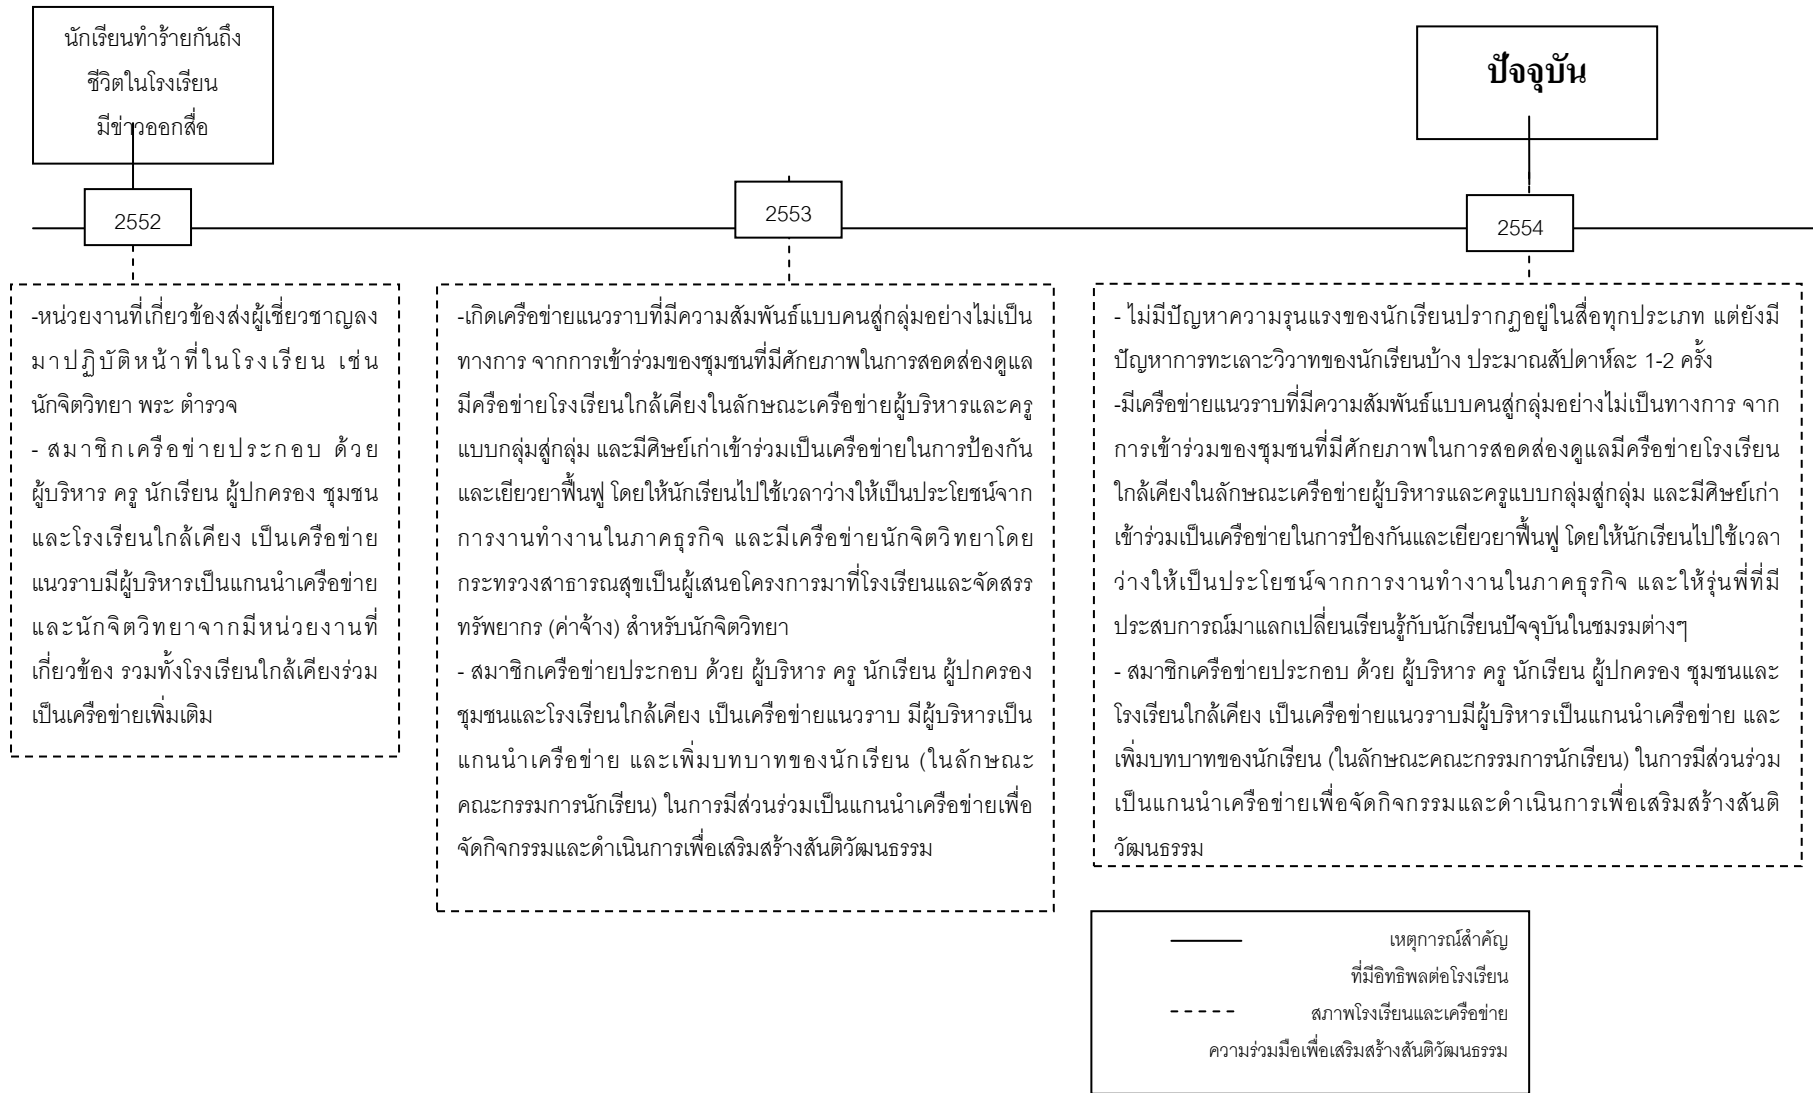 นักเรียนทำร้ายกันถึง
ชีวิตในโรงเรียน
มีข่าวออกสื่อ
ปัจจุบัน
2552
2553
2554
-หน่วยงานที่เกี่ยวข้องส่งผู้เชี่ยวชาญลง
มาปฏิบัติหน้าที่ในโรงเรียน เช่น
นักจิตวิทยา พระ ตำรวจ
- สมาชิกเครือข่ายประกอบ ด้วย
ผู้บริหาร ครู นักเรียน ผู้ปกครอง ชุมชน
และโรงเรียนใกล้เคียง เป็นเครือข่าย
แนวราบมีผู้บริหารเป็นแกนนำเครือข่าย
และนักจิตวิทยาจากมีหน่วยงานที่
เกี่ยวข้อง รวมทั้งโรงเรียนใกล้เคียงร่วม
เป็นเครือข่ายเพิ่มเติม
-เกิดเครือข่ายแนวราบที่มีความสัมพันธ์แบบคนสู่กลุ่มอย่างไม่เป็น
ทางการ จากการเข้าร่วมของชุมชนที่มีศักยภาพในการสอดส่องดูแล
มีครือข่ายโรงเรียนใกล้เคียงในลักษณะเครือข่ายผู้บริหารและครู
แบบกลุ่มสู่กลุ่ม และมีศิษย์เก่าเข้าร่วมเป็นเครือข่ายในการป้องกัน
และเยียวยาฟื้นฟู โดยให้นักเรียนไปใช้เวลาว่างให้เป็นประโยชน์จาก
การงานทำงานในภาคธุรกิจ และมีเครือข่ายนักจิตวิทยาโดย
กระทรวงสาธารณสุขเป็นผู้เสนอโครงการมาที่โรงเรียนและจัดสรร
ทรัพยากร (ค่าจ้าง) สำหรับนักจิตวิทยา
- สมาชิกเครือข่ายประกอบ ด้วย ผู้บริหาร ครู นักเรียน ผู้ปกครอง
ชุมชนและโรงเรียนใกล้เคียง เป็นเครือข่ายแนวราบ มีผู้บริหารเป็น
แกนนำเครือข่าย และเพิ่มบทบาทของนักเรียน (ในลักษณะ
คณะกรรมการนักเรียน) ในการมีส่วนร่วมเป็นแกนนำเครือข่ายเพื่อ
จัดกิจกรรมและดำเนินการเพื่อเสริมสร้างสันติวัฒนธรรม
- ไม่มีปัญหาความรุนแรงของนักเรียนปรากฏอยู่ในสื่อทุกประเภท แต่ยังมี
ปัญหาการทะเลาะวิวาทของนักเรียนบ้าง ประมาณสัปดาห์ละ 1-2 ครั้ง
-มีเครือข่ายแนวราบที่มีความสัมพันธ์แบบคนสู่กลุ่มอย่างไม่เป็นทางการ จาก
การเข้าร่วมของชุมชนที่มีศักยภาพในการสอดส่องดูแลมีครือข่ายโรงเรียน
ใกล้เคียงในลักษณะเครือข่ายผู้บริหารและครูแบบกลุ่มสู่กลุ่ม และมีศิษย์เก่า
เข้าร่วมเป็นเครือข่ายในการป้องกันและเยียวยาฟื้นฟู โดยให้นักเรียนไปใช้เวลา
ว่างให้เป็นประโยชน์จากการงานทำงานในภาคธุรกิจ และให้รุ่นพี่ที่มี
ประสบการณ์มาแลกเปลี่ยนเรียนรู้กับนักเรียนปัจจุบันในชมรมต่างๆ
- สมาชิกเครือข่ายประกอบ ด้วย ผู้บริหาร ครู นักเรียน ผู้ปกครอง ชุมชนและ
โรงเรียนใกล้เคียง เป็นเครือข่ายแนวราบมีผู้บริหารเป็นแกนนำเครือข่าย และ
เพิ่มบทบาทของนักเรียน (ในลักษณะคณะกรรมการนักเรียน) ในการมีส่วนร่วม
เป็นแกนนำเครือข่ายเพื่อจัดกิจกรรมและดำเนินการเพื่อเสริมสร้างสันติ
วัฒนธรรม
เหตุการณ์สำคัญ
ที่มีอิทธิพลต่อโรงเรียน
สภาพโรงเรียนและเครือข่าย
ความร่วมมือเพื่อเสริมสร้างสันติวัฒนธรรม